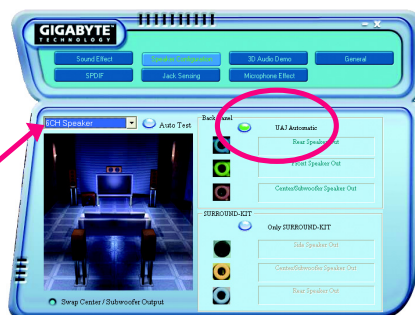 GIGABYTE
TECHNOLOGY
Sound Effect
Speaker Configuration
3D Audio Demo
General
SPDIF
Jack Sensing
Microphone Effect
6CH Speaker
Auto Test
Back Panel
UAJ Automatic
Rear Speaker Out
Front Speaker Out
Center/Subwoofer Speaker Out
SURROUND-KIT
Only SURROUND-KIT
Side Speaker Out
Center/Subwoofer Speaker Out
Rear Speaker Out
Swap Center / Subwoofer Output